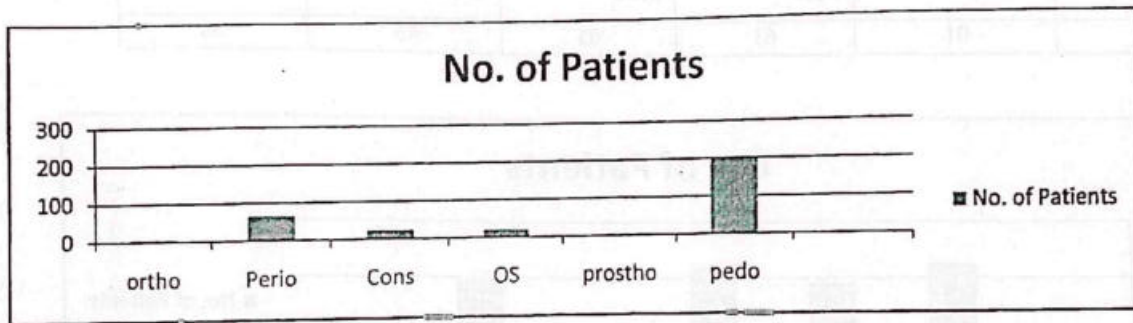 No. of Patients
300
200
100
0
ortho Perio Cons OS prostho pedo
No. of Patients